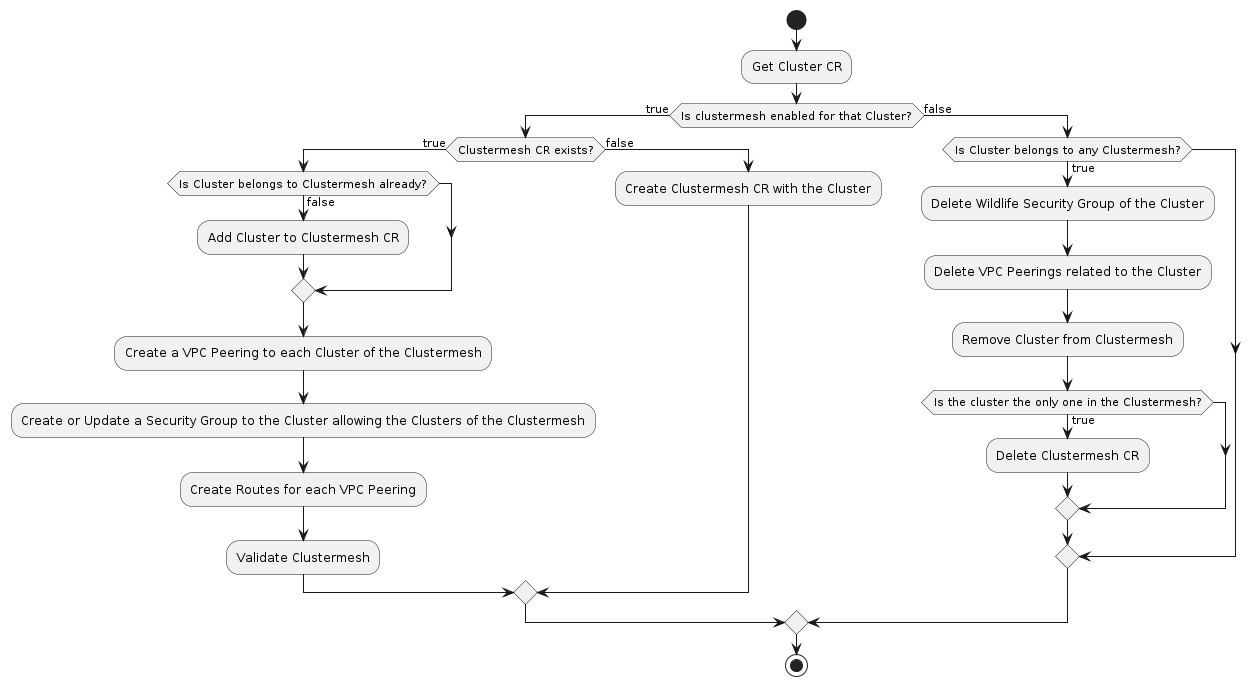 Get Cluster CR
true
Is clustermesh enabled for that Cluster?
false
true
Clustermesh CR exists?
false
Is Cluster belongs to Clustermesh already?
false
Add Cluster to Clustermesh CR
Create a VPC Peering to each Cluster of the Clustermesh
Create or Update a Security Group to the Cluster allowing the Clusters of the Clustermesh
Create Routes for each VPC Peering
Validate Clustermesh
Create Clustermesh CR with the Cluster
Is Cluster belongs to any Clustermesh?
true
Delete Wildlife Security Group of the Cluster
Delete VPC Peerings related to the Cluster
Remove Cluster from Clustermesh
Is the cluster the only one in the Clustermesh?
true
Delete Clustermesh CR